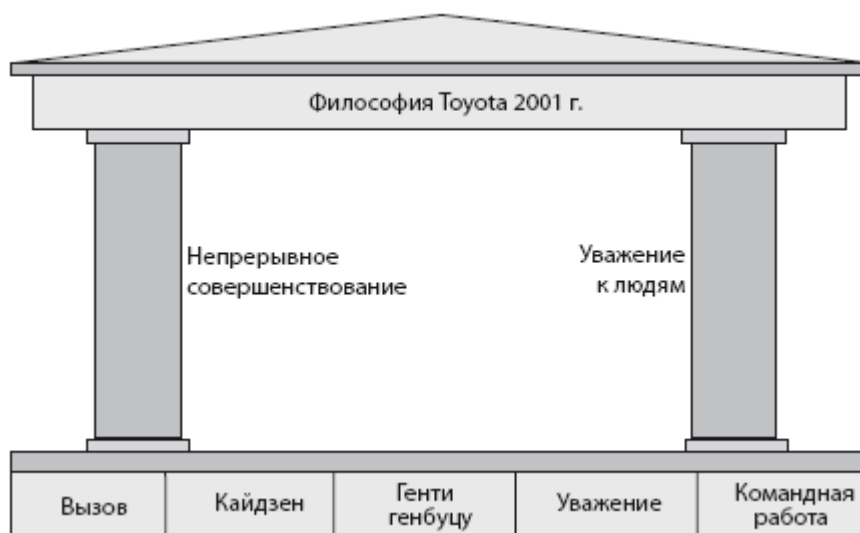 Философия Toyota 2001 г.
Непрерывное
совершенствование
Уважение
к людям
Вызов
Кайдзен
Генти
генбуцу
Уважение
Командная
работа